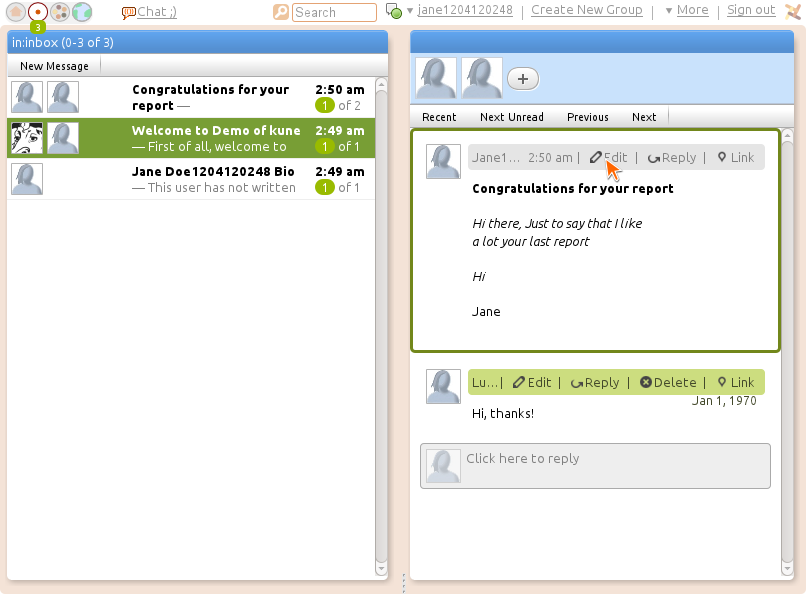 Chat ;) Search ▾ jane1204120248 | Create New Group | ▾ More | Sign out
3
in:inbox (0-3 of 3)
New Message
Congratulations for your report — 2:50 am
1 of 2
Welcome to Demo of kune 2:49 am
— First of all, welcome to 1 of 1
Jane Doe1204120248 Bio 2:49 am
— This user has not written 1 of 1
+
Recent Next Unread Previous Next
Jane1... 2:50 am | Edit | Reply | Link
Congratulations for your report
Hi there, Just to say that I like
a lot your last report
Hi
Jane
Lu...| Edit | Reply | Delete | Link
Jan 1, 1970
Hi, thanks!
Click here to reply